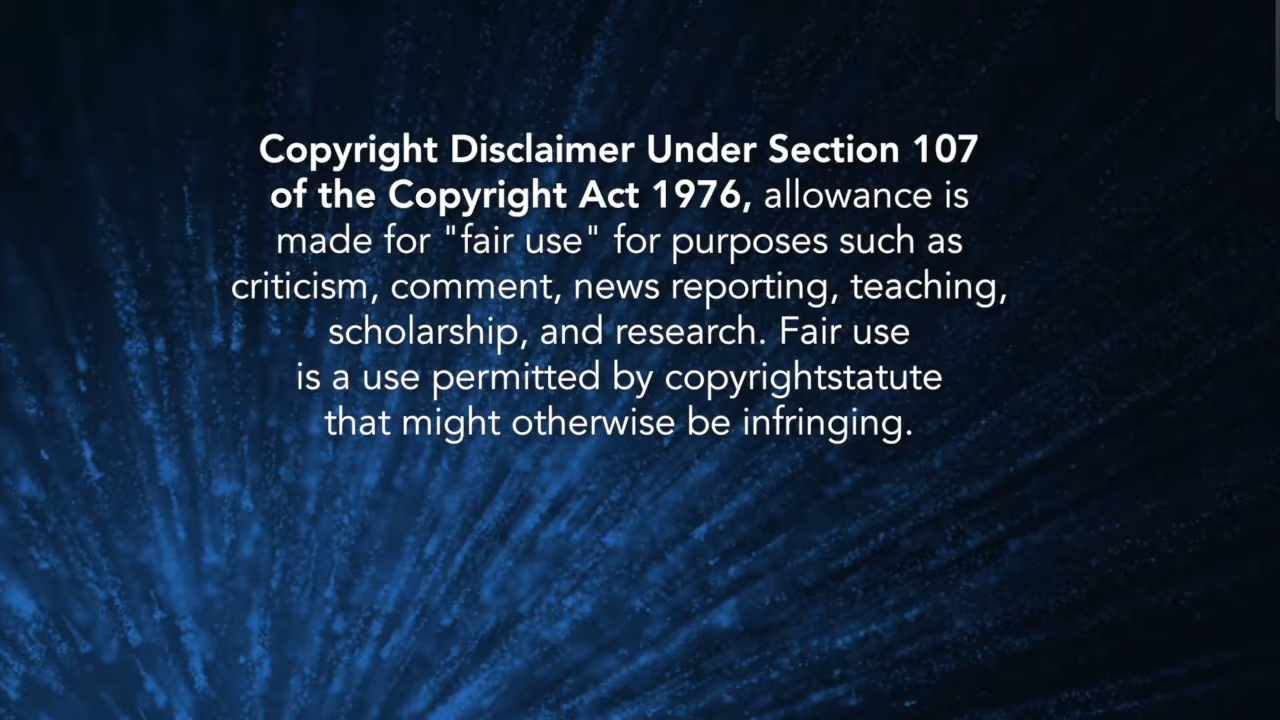 Copyright Disclaimer Under Section 107
of the Copyright Act 1976, allowance is
made for "fair use" for purposes such as
criticism, comment, news reporting, teaching,
scholarship, and research. Fair use
is a use permitted by copyrightstatute
that might otherwise be infringing.